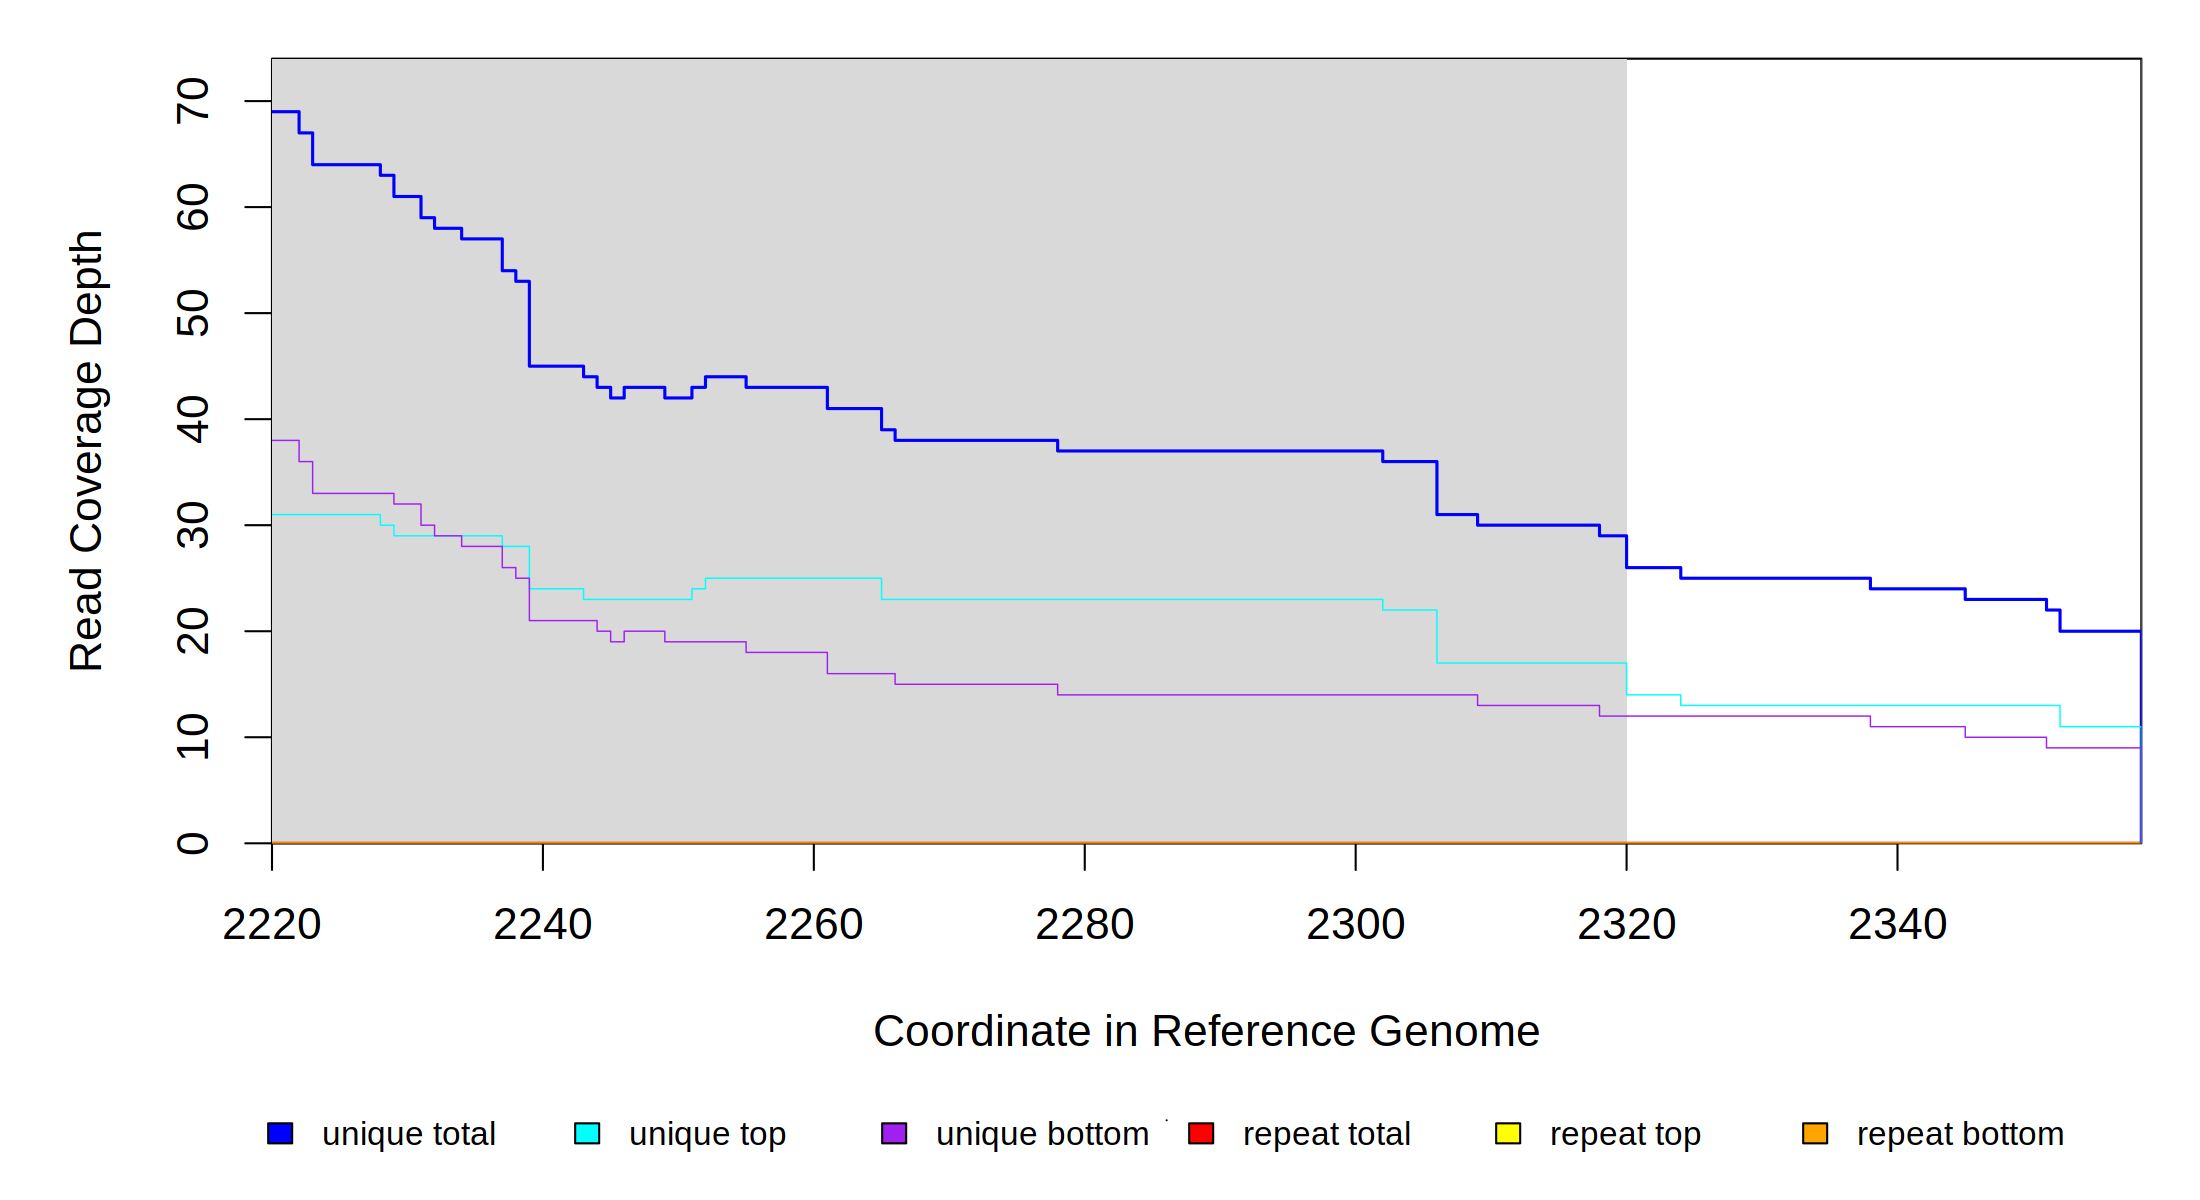 Read Coverage Depth
70
60
50
40
30
20
10
0
2220 2240 2260 2280 2300 2320 2340
Coordinate in Reference Genome
unique total unique top unique bottom repeat total repeat top repeat bottom